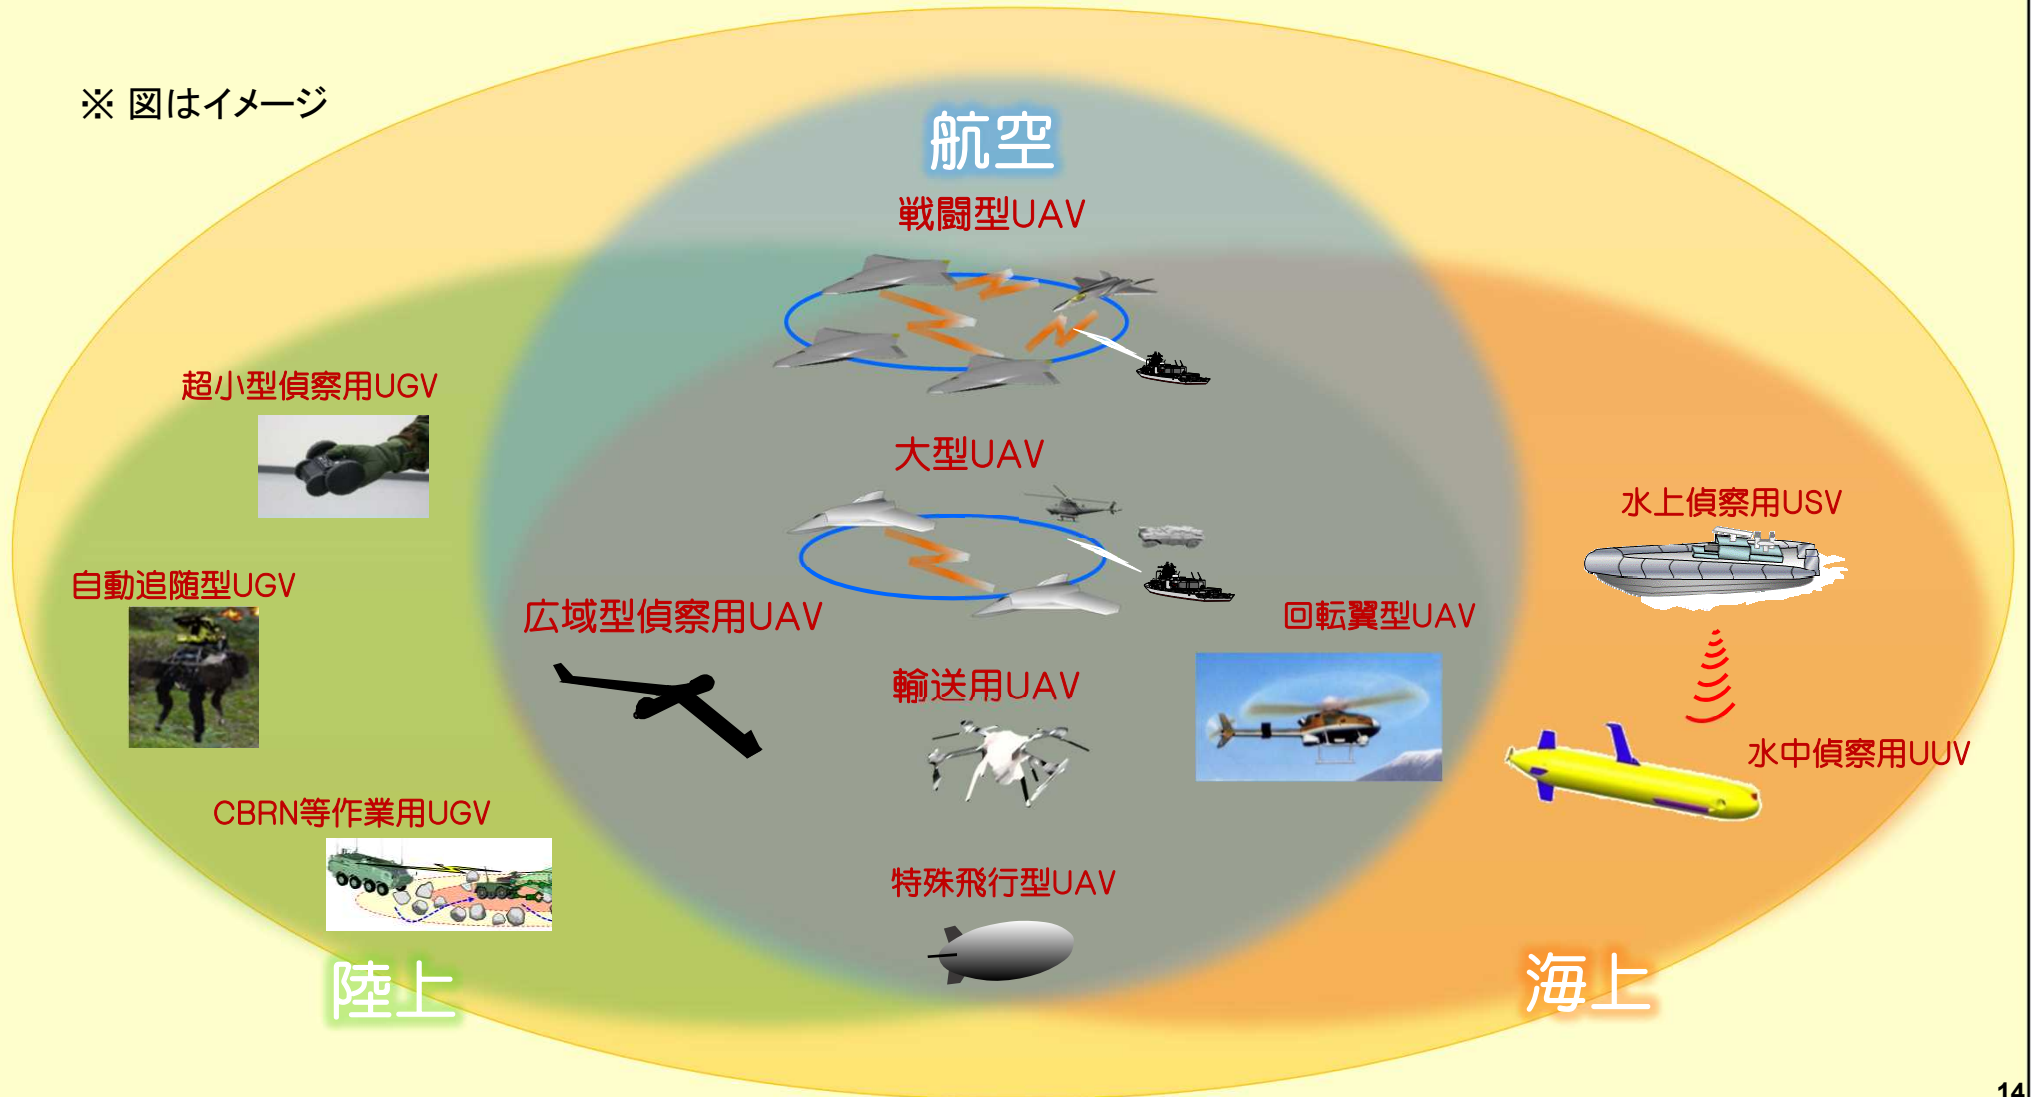 ※ 図はイメージ
航空
戦闘型UAV
超小型偵察用UGV
大型UAV
水上偵察用USV
自動追随型UGV
広域型偵察用UAV
回転翼型UAV
輸送用UAV
水中偵察用UUV
CBRN等作業用UGV
特殊飛行型UAV
陸上
海上
14